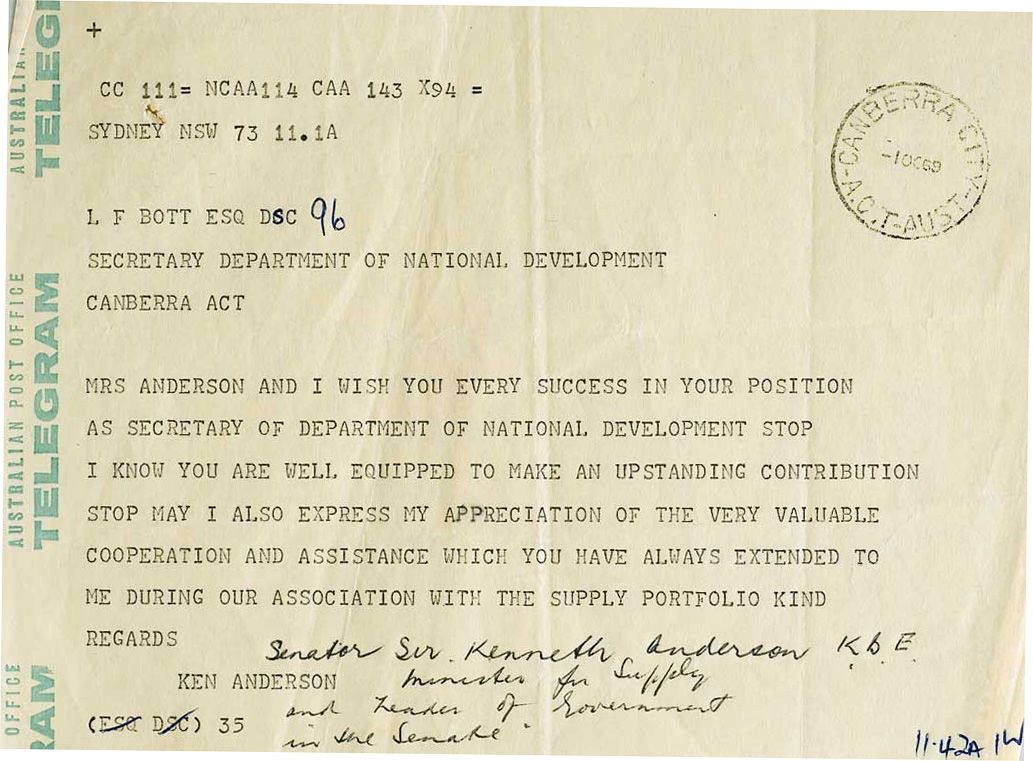 +
CC 111= NCAA114 CAA 143 X94 =
SYDNEY NSW 73 11.1A
CANBERRA CITY
-1OC69
A.C.T-AUST-A
L F BOTT ESQ DSC 96
SECRETARY DEPARTMENT OF NATIONAL DEVELOPMENT
CANBERRA ACT
MRS ANDERSON AND I WISH YOU EVERY SUCCESS IN YOUR POSITION
AS SECRETARY OF DEPARTMENT OF NATIONAL DEVELOPMENT STOP
I KNOW YOU ARE WELL EQUIPPED TO MAKE AN UPSTANDING CONTRIBUTION
STOP MAY I ALSO EXPRESS MY APPRECIATION OF THE VERY VALUABLE
COOPERATION AND ASSISTANCE WHICH YOU HAVE ALWAYS EXTENDED TO
ME DURING OUR ASSOCIATION WITH THE SUPPLY PORTFOLIO KIND
REGARDS
Senator Sir. Kenneth Anderson K.B.E.
KEN ANDERSON
Minister for Supply
and Leader of Government
in the Senate
(ESQ DSC) 35
11.42A IW
AUSTRALIAN
TELEG
AUSTRALIAN POST OFFICE
TELEGRAM
OFFICE
RAM